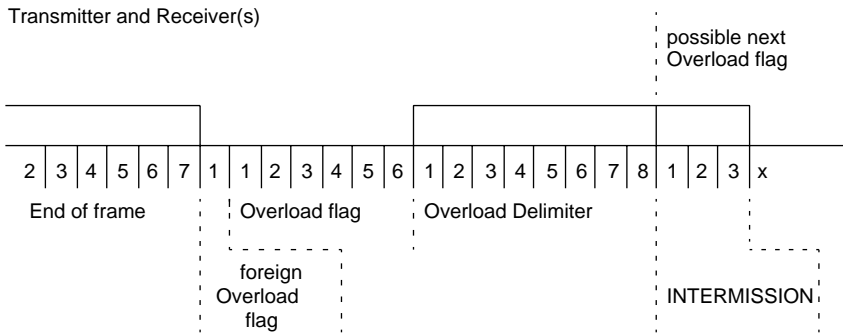 Transmitter and Receiver(s)
possible next
Overload flag
2 3 4 5 6 7 1 1 2 3 4 5 6 1 2 3 4 5 6 7 8 1 2 3 x
End of frame Overload flag Overload Delimiter
foreign
Overload
flag
INTERMISSION